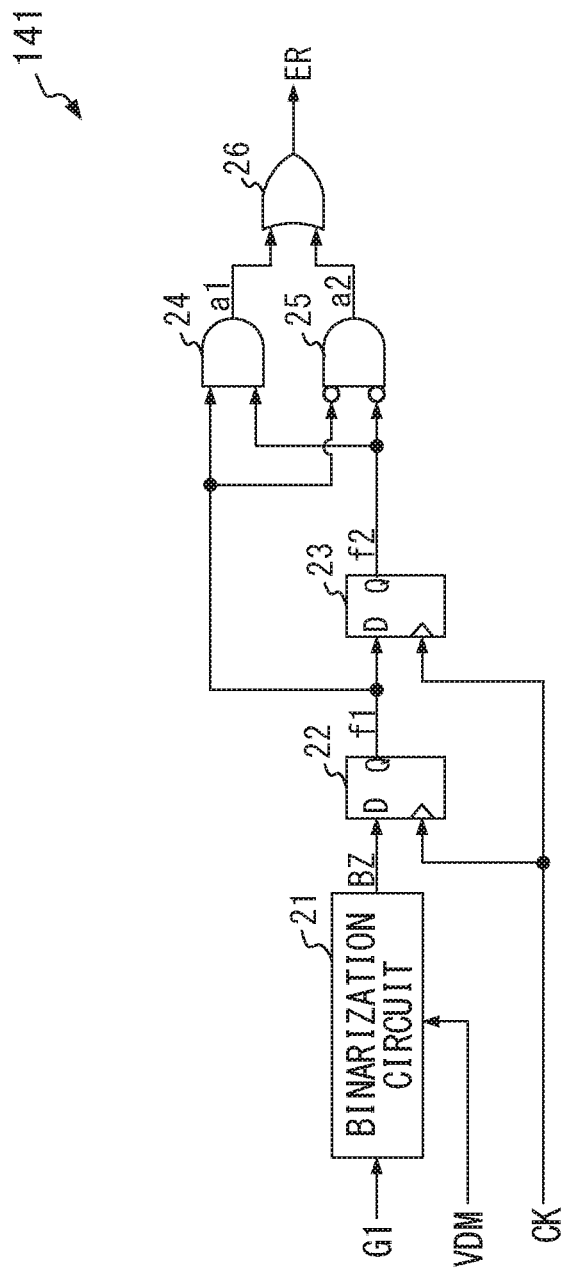 141
G1
VDM
CK
21
BINARIZATION
CIRCUIT
BZ
22
D Q
f1
23
D Q
f2
24
a1
25
a2
26
ER